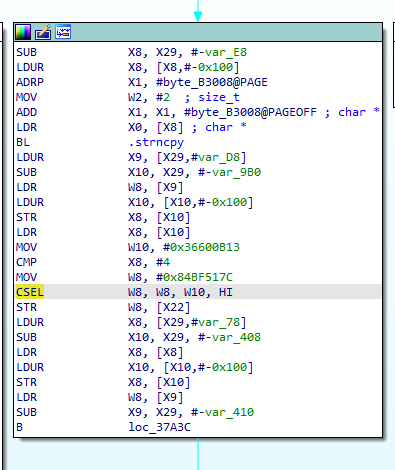 SUB X8, X29, #-var_E8
LDUR X8, [X8,#-0x100]
ADRP X1, #byte_B3008@PAGE
MOV W2, #2 ; size_t
ADD X1, X1, #byte_B3008@PAGEOFF ; char *
LDR X0, [X8] ; char *
BL .strncpy
LDUR X9, [X29,#var_D8]
SUB X10, X29, #-var_9B0
LDR W8, [X9]
LDUR X10, [X10,#-0x100]
STR X8, [X10]
LDR X8, [X10]
MOV W10, #0x36600B13
CMP X8, #4
MOV W8, #0x84BF517C
CSEL W8, W8, W10, HI
STR W8, [X22]
LDUR X8, [X29,#var_78]
SUB X10, X29, #-var_408
LDR X8, [X8]
LDUR X10, [X10,#-0x100]
STR X8, [X10]
LDR W8, [X9]
SUB X9, X29, #-var_410
B loc_37A3C